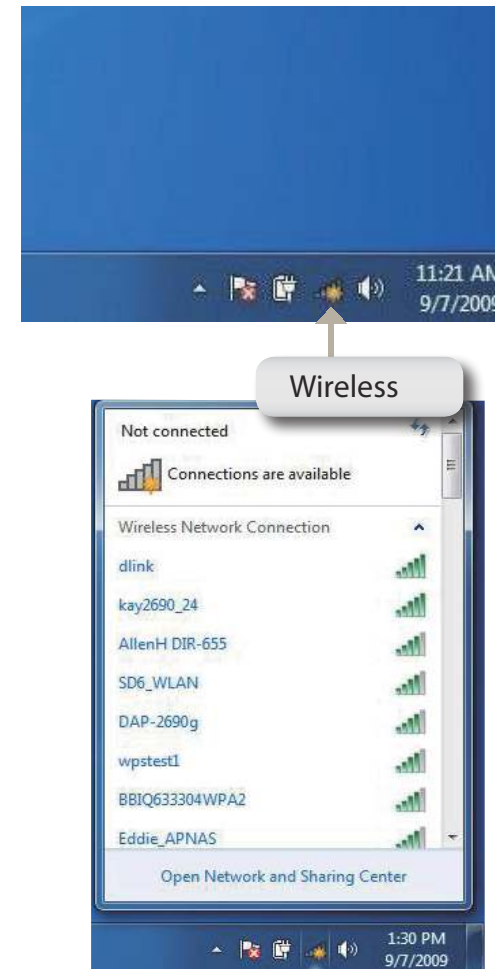 11:21 AM
9/7/2009
Wireless
Not connected
Connections are available
Wireless Network Connection
dlink
kay2690_24
AllenH DIR-655
SD6_WLAN
DAP-2690g
wpstest1
BBIQ633304WPA2
Eddie_APNAS
Open Network and Sharing Center
1:30 PM
9/7/2009